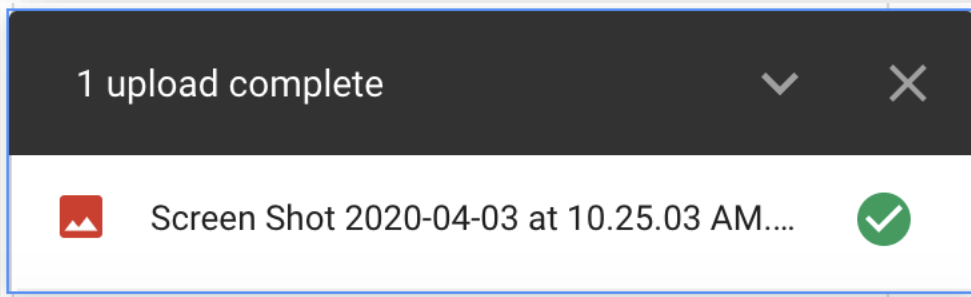 1 upload complete
Screen Shot 2020-04-03 at 10.25.03 AM....